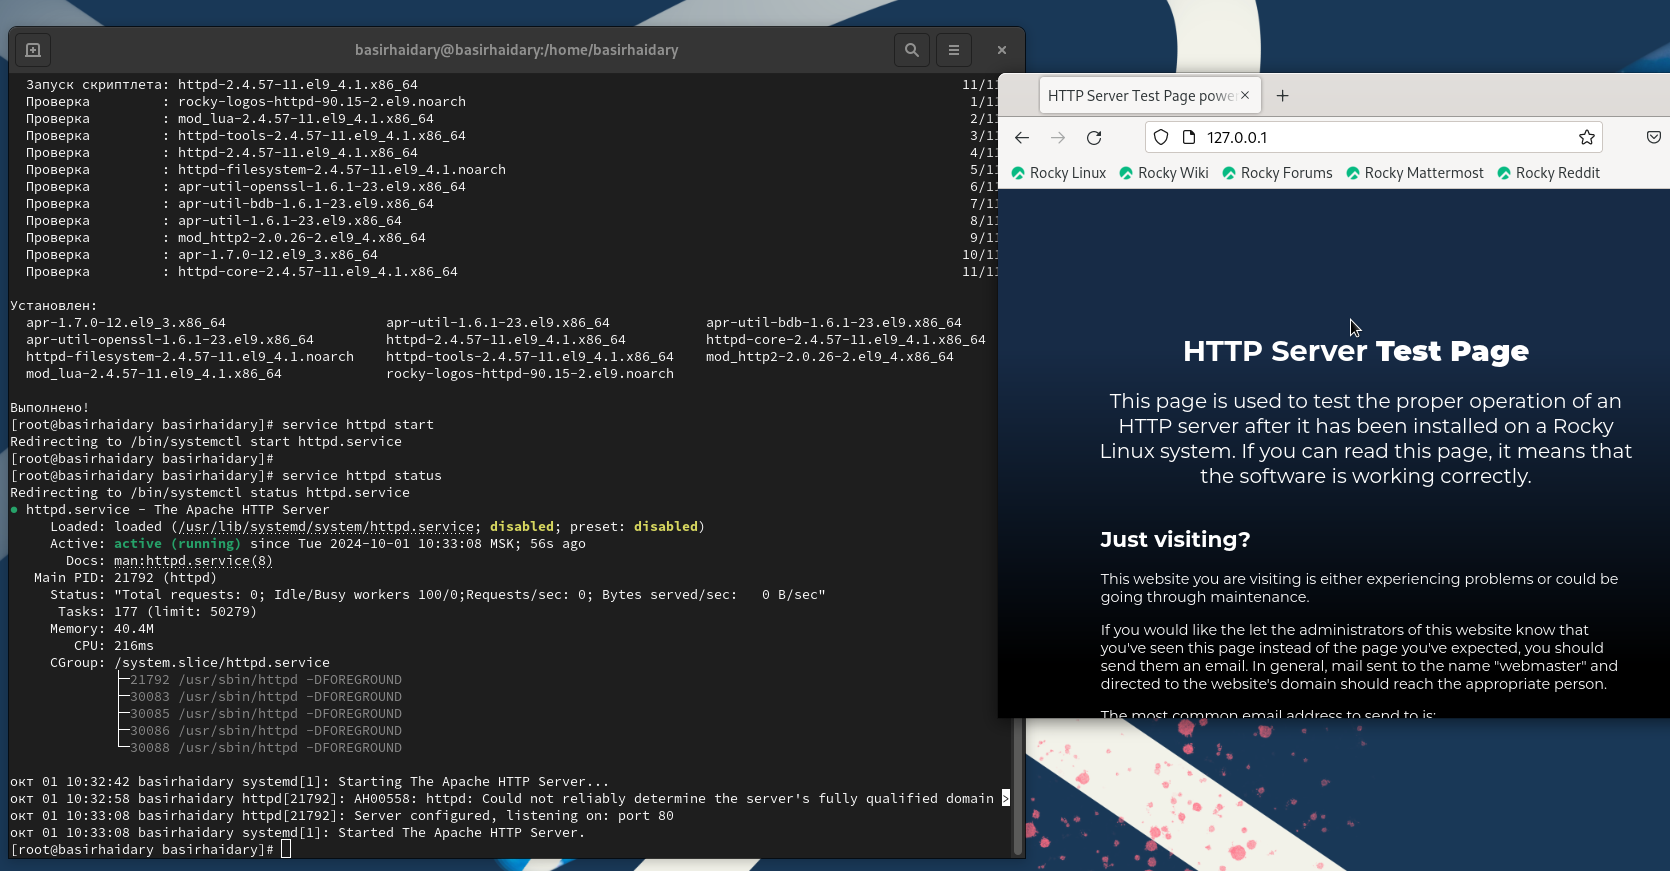 basirhaidary@basirhaidary:/home/basirhaidary
Запуск скриптлета: httpd-2.4.57-11.el9_4.1.x86_64 11/11
Проверка : rocky-logos-httpd-90.15-2.el9.noarch 1/11
Проверка : mod_lua-2.4.57-11.el9_4.1.x86_64 2/11
Проверка : httpd-tools-2.4.57-11.el9_4.1.x86_64 3/11
Проверка : httpd-2.4.57-11.el9_4.1.x86_64 4/11
Проверка : httpd-filesystem-2.4.57-11.el9_4.1.noarch 5/11
Проверка : apr-util-openssl-1.6.1-23.el9.x86_64 6/11
Проверка : apr-util-bdb-1.6.1-23.el9.x86_64 7/11
Проверка : apr-util-1.6.1-23.el9.x86_64 8/11
Проверка : mod_http2-2.0.26-2.el9_4.x86_64 9/11
Проверка : apr-1.7.0-12.el9_3.x86_64 10/11
Проверка : httpd-core-2.4.57-11.el9_4.1.x86_64 11/11
Установлен:
apr-1.7.0-12.el9_3.x86_64 apr-util-1.6.1-23.el9.x86_64 apr-util-bdb-1.6.1-23.el9.x86_64
apr-util-openssl-1.6.1-23.el9.x86_64 httpd-2.4.57-11.el9_4.1.x86_64 httpd-core-2.4.57-11.el9_4.1.x86_64
httpd-filesystem-2.4.57-11.el9_4.1.noarch httpd-tools-2.4.57-11.el9_4.1.x86_64 mod_http2-2.0.26-2.el9_4.x86_64
mod_lua-2.4.57-11.el9_4.1.x86_64 rocky-logos-httpd-90.15-2.el9.noarch
Выполнено!
[root@basirhaidary basirhaidary]# service httpd start
Redirecting to /bin/systemctl start httpd.service
[root@basirhaidary basirhaidary]#
[root@basirhaidary basirhaidary]# service httpd status
Redirecting to /bin/systemctl status httpd.service
● httpd.service - The Apache HTTP Server
Loaded: loaded (/usr/lib/systemd/system/httpd.service; disabled; preset: disabled)
Active: active (running) since Tue 2024-10-01 10:33:08 MSK; 56s ago
Docs: man:httpd.service(8)
Main PID: 21792 (httpd)
Status: "Total requests: 0; Idle/Busy workers 100/0;Requests/sec: 0; Bytes served/sec:   0 B/sec"
Tasks: 177 (limit: 50279)
Memory: 40.4M
CPU: 216ms
CGroup: /system.slice/httpd.service
├─21792 /usr/sbin/httpd -DFOREGROUND
├─30083 /usr/sbin/httpd -DFOREGROUND
├─30085 /usr/sbin/httpd -DFOREGROUND
├─30086 /usr/sbin/httpd -DFOREGROUND
└─30088 /usr/sbin/httpd -DFOREGROUND
окт 01 10:32:42 basirhaidary systemd[1]: Starting The Apache HTTP Server...
окт 01 10:32:58 basirhaidary httpd[21792]: AH00558: httpd: Could not reliably determine the server's fully qualified domain >
окт 01 10:33:08 basirhaidary httpd[21792]: Server configured, listening on: port 80
окт 01 10:33:08 basirhaidary systemd[1]: Started The Apache HTTP Server.
[root@basirhaidary basirhaidary]#
HTTP Server Test Page powe
127.0.0.1
Rocky Linux Rocky Wiki Rocky Forums Rocky Mattermost Rocky Reddit
HTTP Server Test Page
This page is used to test the proper operation of an
HTTP server after it has been installed on a Rocky
Linux system. If you can read this page, it means that
the software is working correctly.
Just visiting?
This website you are visiting is either experiencing problems or could be
going through maintenance.
If you would like the let the administrators of this website know that
you've seen this page instead of the page you've expected, you should
send them an email. In general, mail sent to the name "webmaster" and
directed to the website's domain should reach the appropriate person.
The most common email address to send to is: